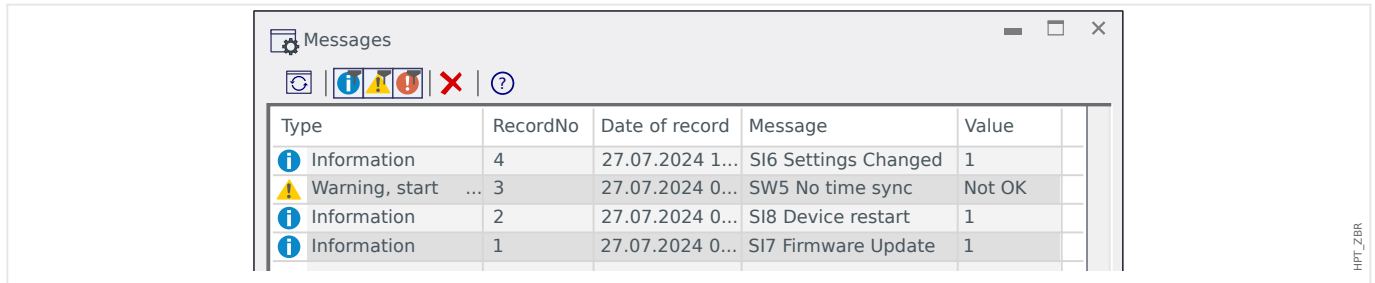 Messages
Type RecordNo Date of record Message Value
Information 4 27.07.2024 1... SI6 Settings Changed 1
Warning, start ... 3 27.07.2024 0... SW5 No time sync Not OK
Information 2 27.07.2024 0... SI8 Device restart 1
Information 1 27.07.2024 0... SI7 Firmware Update 1
HPT_ZBR